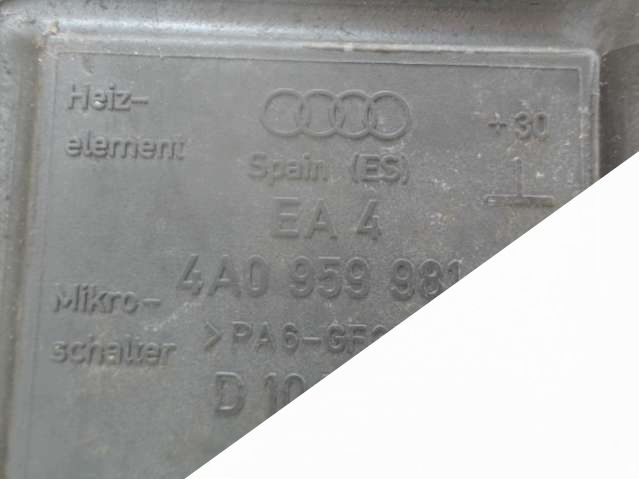 Heiz-
element
+30
Spain (ES)
EA 4
4A0 959 981
Mikro-
schalter
>PA6-GF
D 10